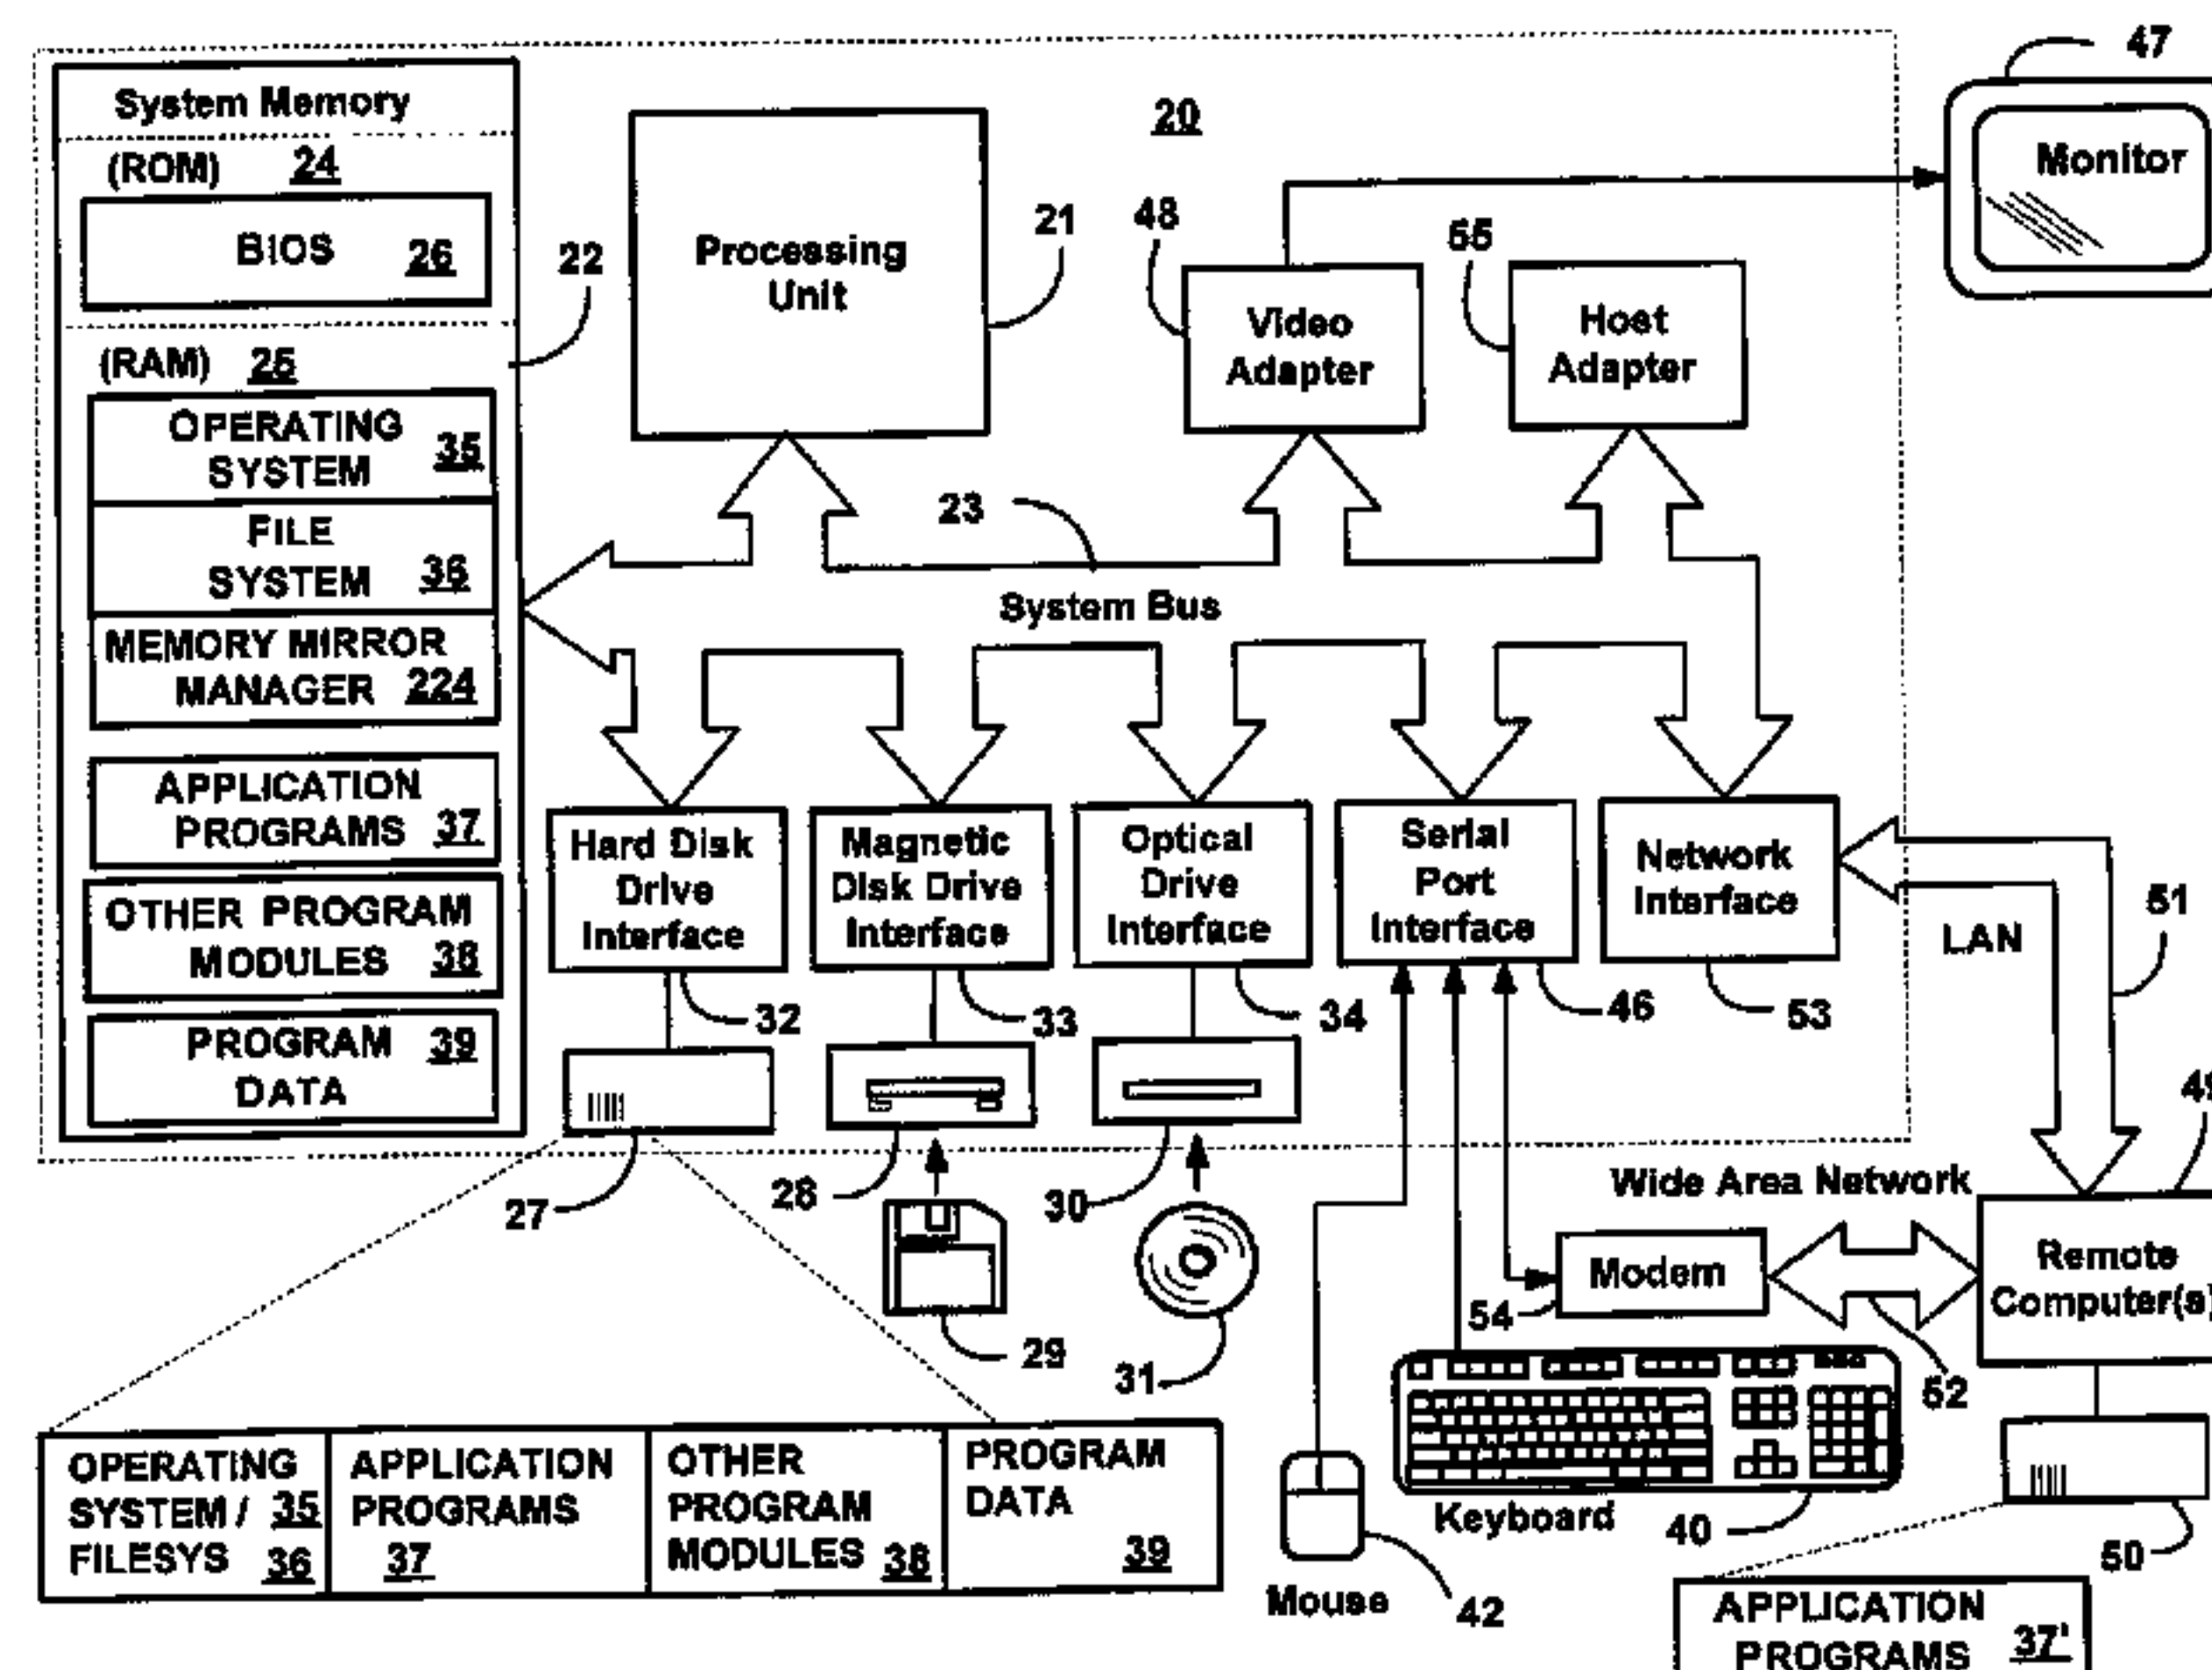 47
System Memory
20
Monitor
(ROM) 24
BIOS 26
22
Processing
Unit
21
48
55
Video
Adapter
Host
Adapter
(RAM) 25
OPERATING
SYSTEM 35
FILE
SYSTEM 36
MEMORY MIRROR
MANAGER 224
APPLICATION
PROGRAMS 37
OTHER PROGRAM
MODULES 38
PROGRAM 39
DATA
23
System Bus
Hard Disk
Drive
Interface
Magnetic
Disk Drive
Interface
Optical
Drive
Interface
Serial
Port
Interface
Network
Interface
LAN
51
32
33
34
46
53
27
28
30
29
31
Wide Area Network
Modem
54
Remote
Computer(s)
52
OPERATING
SYSTEM / 35
FILESYS 36
APPLICATION
PROGRAMS
37
OTHER
PROGRAM
MODULES 38
PROGRAM
DATA
39
Keyboard
40
Mouse
42
50
APPLICATION
PROGRAMS 37'